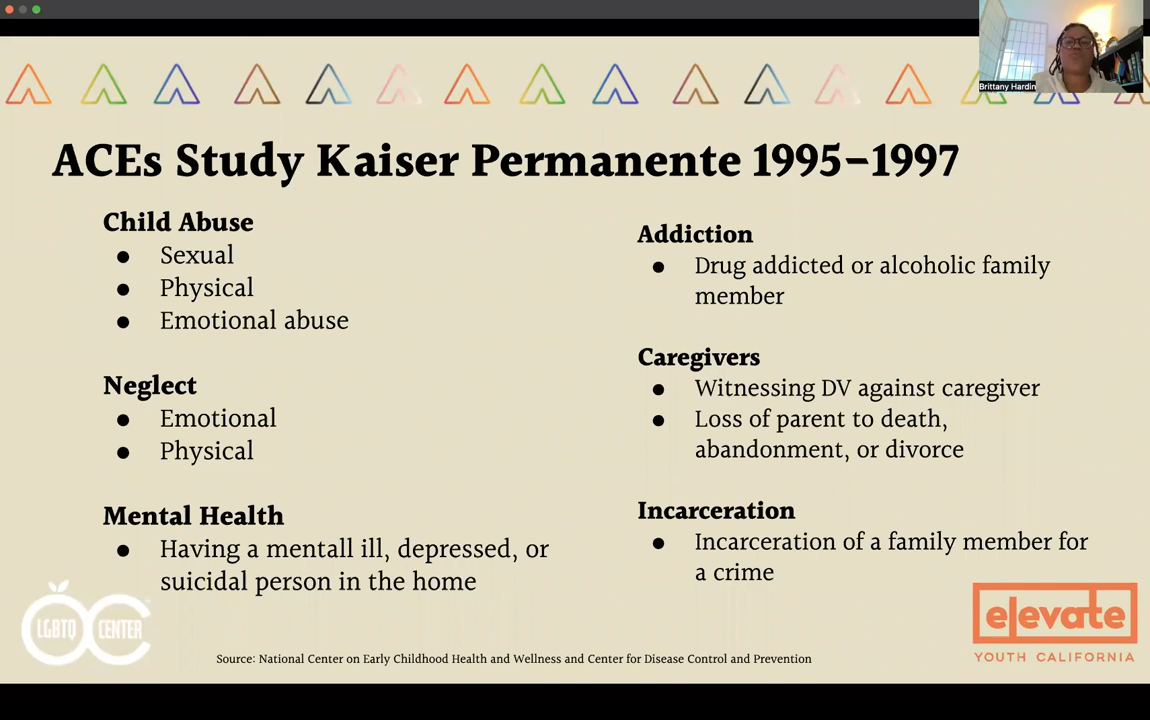 Brittany Hardin
ACEs Study Kaiser Permanente 1995–1997
Child Abuse
● Sexual
● Physical
● Emotional abuse
Neglect
● Emotional
● Physical
Mental Health
● Having a mentall ill, depressed, or
suicidal person in the home
Addiction
● Drug addicted or alcoholic family
member
Caregivers
● Witnessing DV against caregiver
● Loss of parent to death,
abandonment, or divorce
Incarceration
● Incarceration of a family member for
a crime
LGBTQ CENTER
OC
elevate
YOUTH CALIFORNIA
Source: National Center on Early Childhood Health and Wellness and Center for Disease Control and Prevention